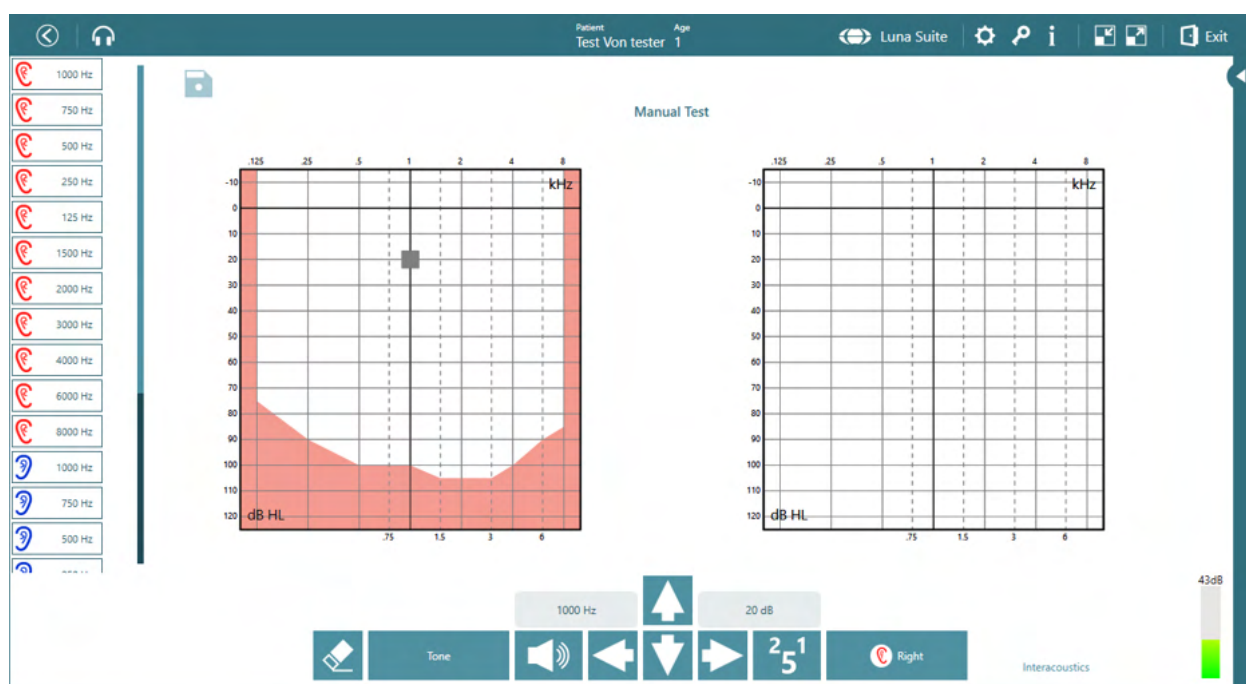 Patient Age
Test Von tester 1
Luna Suite
i
Exit
1000 Hz
750 Hz
500 Hz
250 Hz
125 Hz
1500 Hz
2000 Hz
3000 Hz
4000 Hz
6000 Hz
8000 Hz
1000 Hz
750 Hz
500 Hz
Manual Test
.125 .25 .5 1 2 4 8
kHz
-10
0
10
20
30
40
50
60
70
80
90
100
110
120
dB HL
.75 1.5 3 6
.125 .25 .5 1 2 4 8
kHz
-10
0
10
20
30
40
50
60
70
80
90
100
110
120
dB HL
.75 1.5 3 6
1000 Hz
20 dB
Tone
2 5 1
Right
Interacoustics
43dB